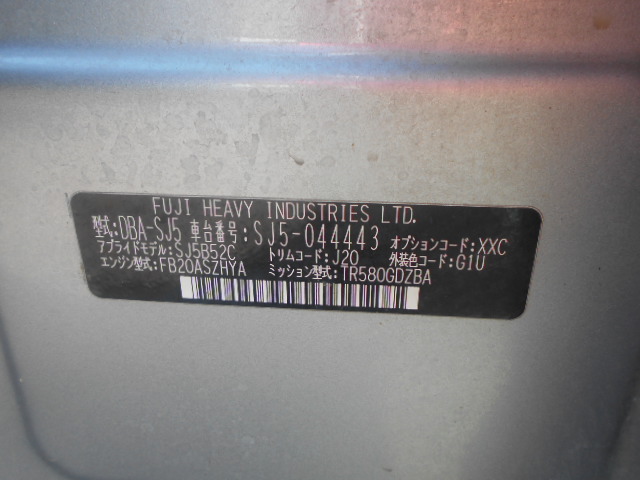 FUJI HEAVY INDUSTRIES LTD.
型式:DBA-SJ5 車台番号:SJ5-044443 オプションコード:XXC
アプライドモデル:SJ5B52C トリムコード:J20 外装色コード:G1U
エンジン型式:FB20ASZHYA ミッション型式:TR580GDZBA